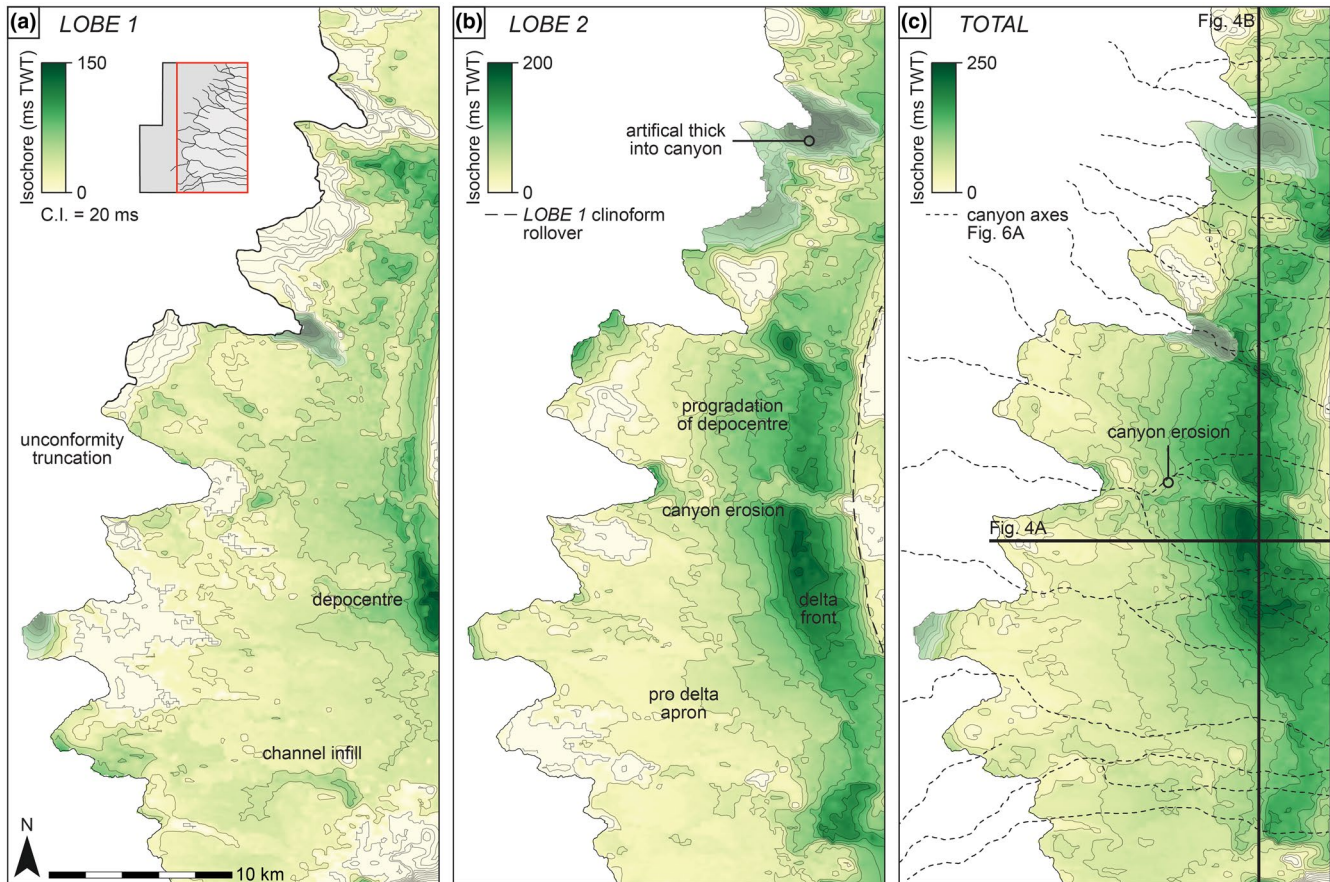 (a) LOBE 1
Isochore (ms TWT)
150
0
C.I. = 20 ms
unconformity
truncation
depocentre
channel infill
N
10 km
(b) LOBE 2
Isochore (ms TWT)
200
0
LOBE 1 clinoform
rollover
artifical thick
into canyon
progradation
of depocentre
canyon erosion
delta
front
pro delta
apron
(c) TOTAL
Fig. 4B
Isochore (ms TWT)
250
0
canyon axes
Fig. 6A
canyon erosion
Fig. 4A